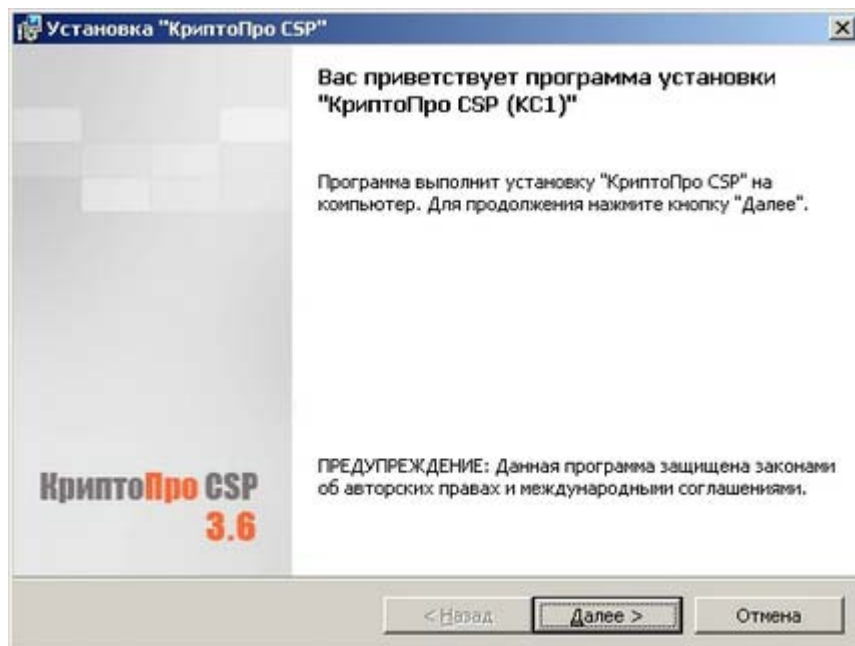 Установка "КриптоПро CSP"
Вас приветствует программа установки
"КриптоПро CSP (KC1)"
Программа выполнит установку "КриптоПро CSP" на
компьютер. Для продолжения нажмите кнопку "Далее".
ПРЕДУПРЕЖДЕНИЕ: Данная программа защищена законами
об авторских правах и международными соглашениями.
КриптоПро CSP
3.6
< Назад
Далее >
Отмена